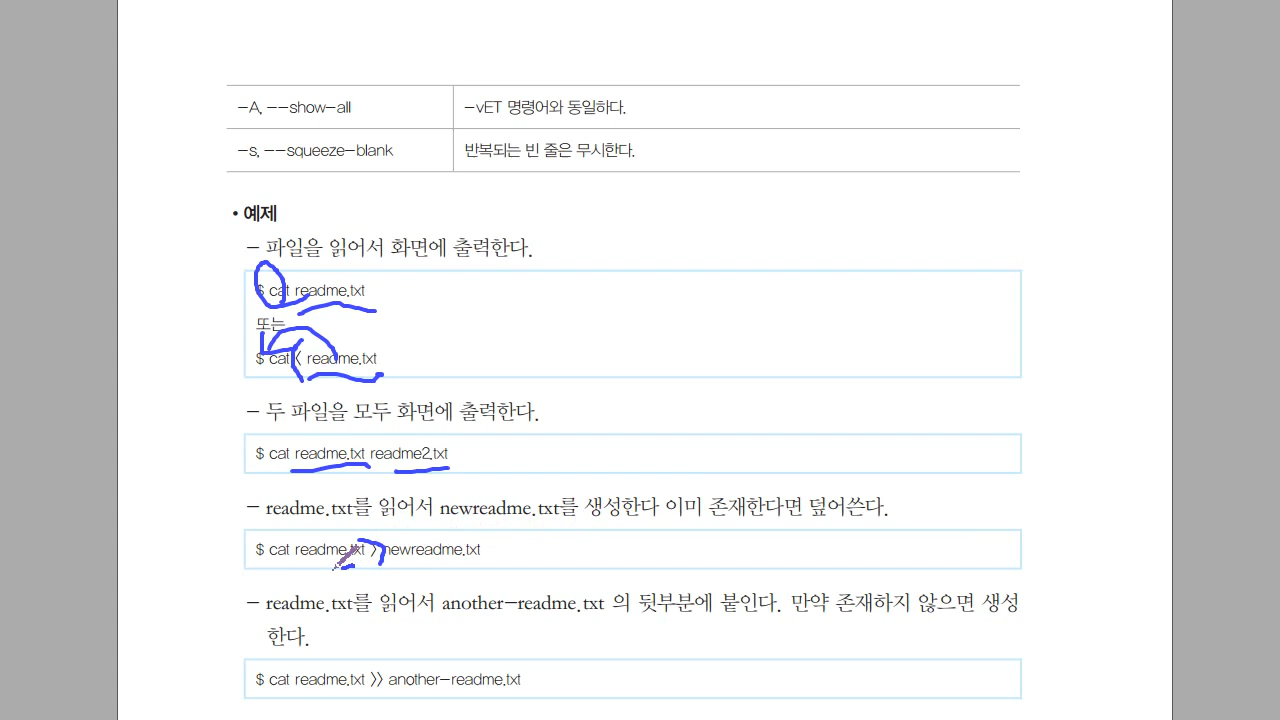 -A, --show-all -vET 명령어와 동일하다.
-s, --squeeze-blank 반복되는 빈 줄은 무시한다.
• 예제
- 파일을 읽어서 화면에 출력한다.
$ cat readme.txt
또는
$ cat < readme.txt
- 두 파일을 모두 화면에 출력한다.
$ cat readme.txt readme2.txt
- readme.txt를 읽어서 newreadme.txt를 생성한다 이미 존재한다면 덮어쓴다.
$ cat readme.txt > newreadme.txt
- readme.txt를 읽어서 another-readme.txt 의 뒷부분에 붙인다. 만약 존재하지 않으면 생성
한다.
$ cat readme.txt >> another-readme.txt